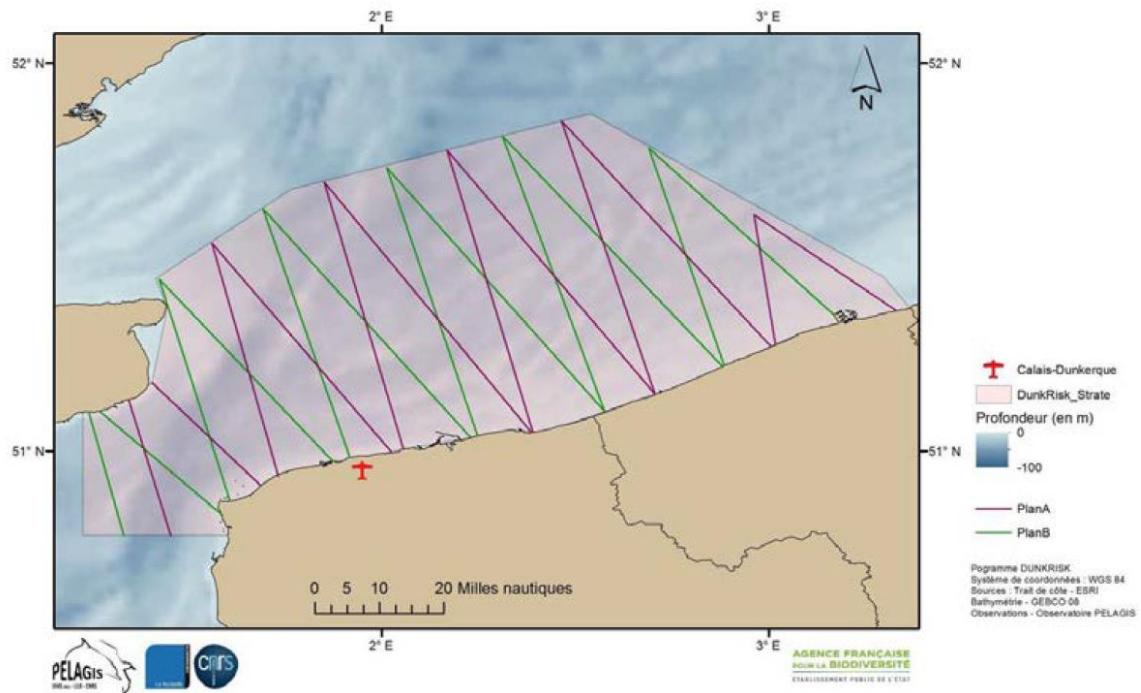 2° E 3° E
52° N 52° N
N
51° N 51° N
Calais-Dunkerque
DunkRisk_Strate
Profondeur (en m)
0
-100
PlanA
PlanB
0 5 10 20 Milles nautiques
Pogramme DUNKRISK
Système de coordonnées : WGS 84
Sources : Trait de côte - ESRI
Bathymétrie - GEBCO 08
Observations - Observatoire PELAGIS
2° E 3° E
PELAGIS
cnrs
AGENCE FRANÇAISE
POUR LA BIODIVERSITÉ
ÉTABLISSEMENT PUBLIC DE L'ÉTAT